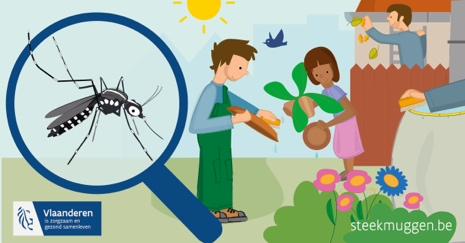 Vlaanderen
is zorgzaam en
gezond samenleven
steekmuggen.be